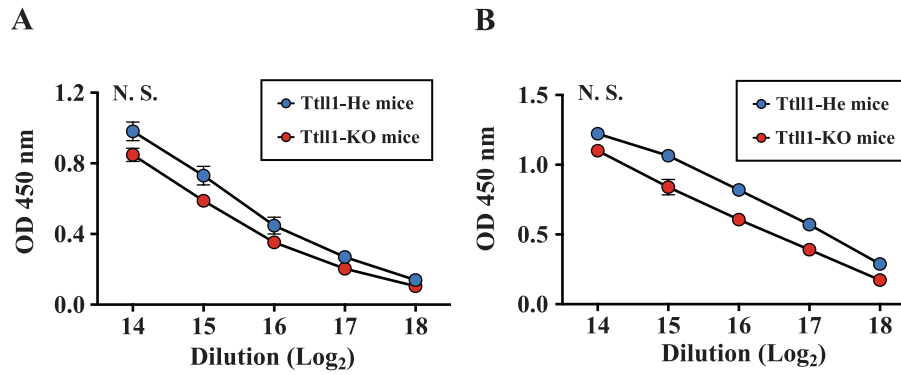 A
N. S.
Ttll1-He mice
Ttll1-KO mice
OD 450 nm
1.2
0.8
0.4
0.0
14 15 16 17 18
Dilution (Log₂)
B
N. S.
Ttll1-He mice
Ttll1-KO mice
OD 450 nm
1.5
1.0
0.5
0.0
14 15 16 17 18
Dilution (Log₂)